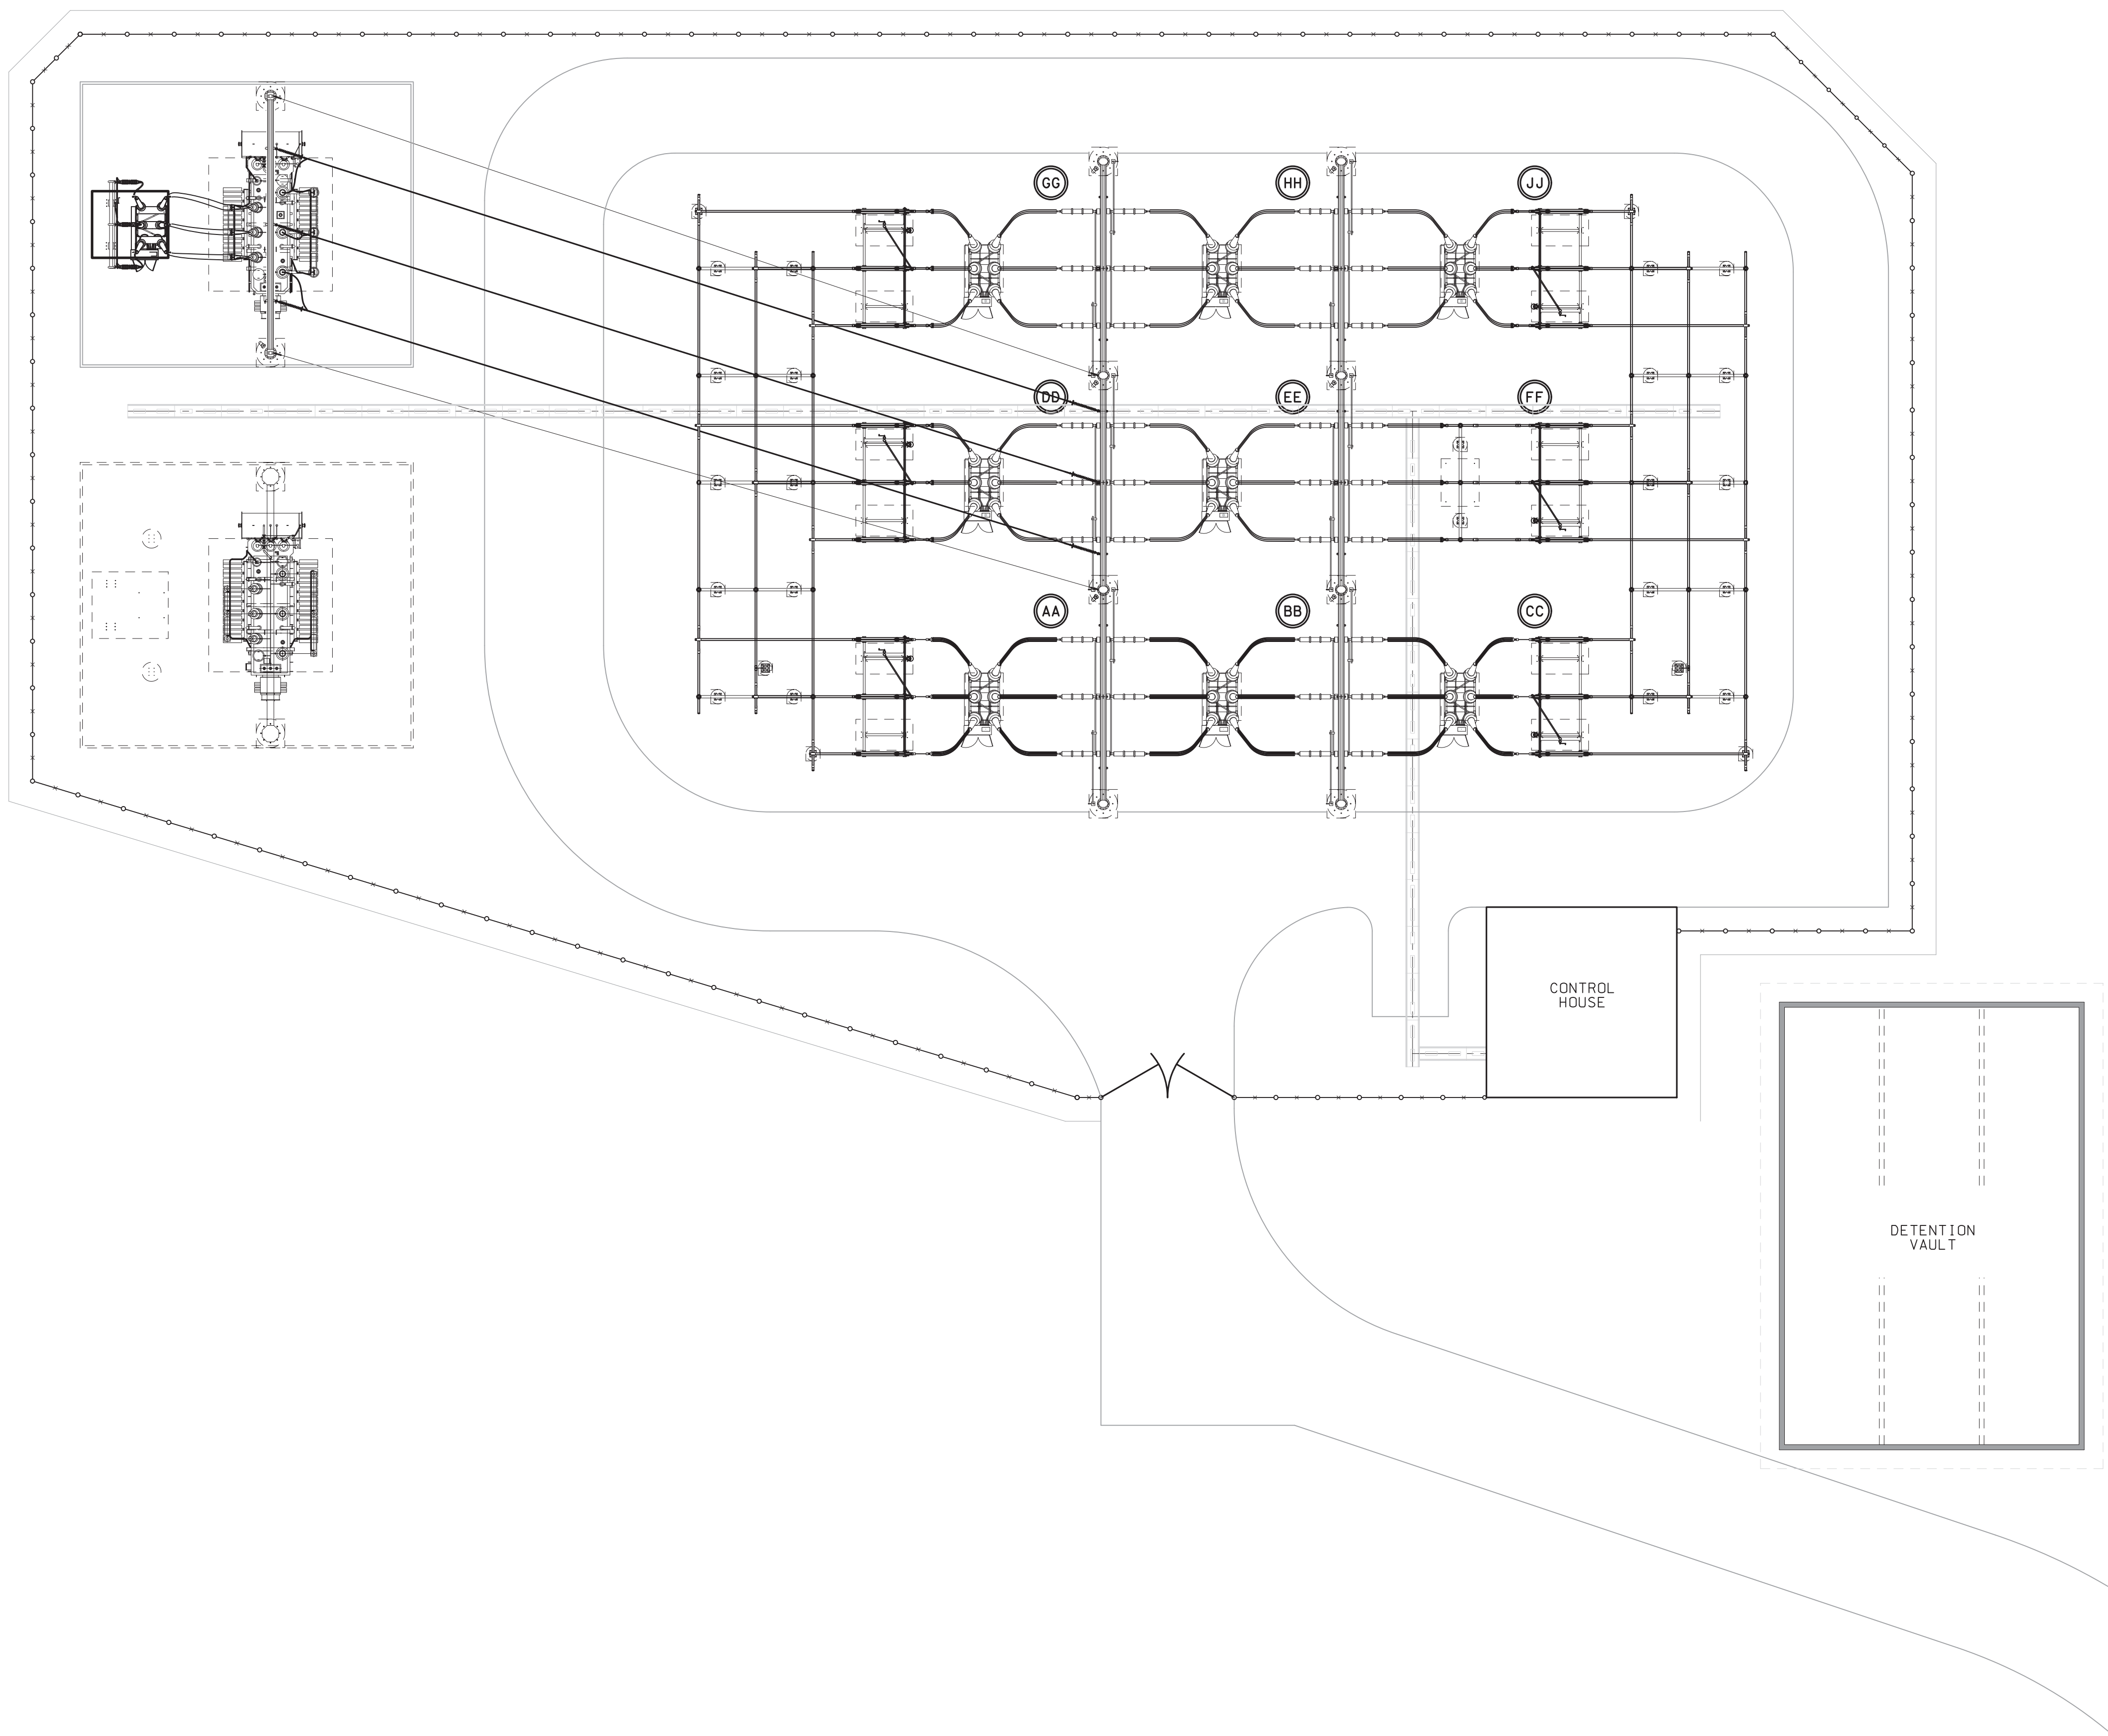 GG
HH
JJ
DD
EE
FF
AA
BB
CC
CONTROL
HOUSE
DETENTION
VAULT